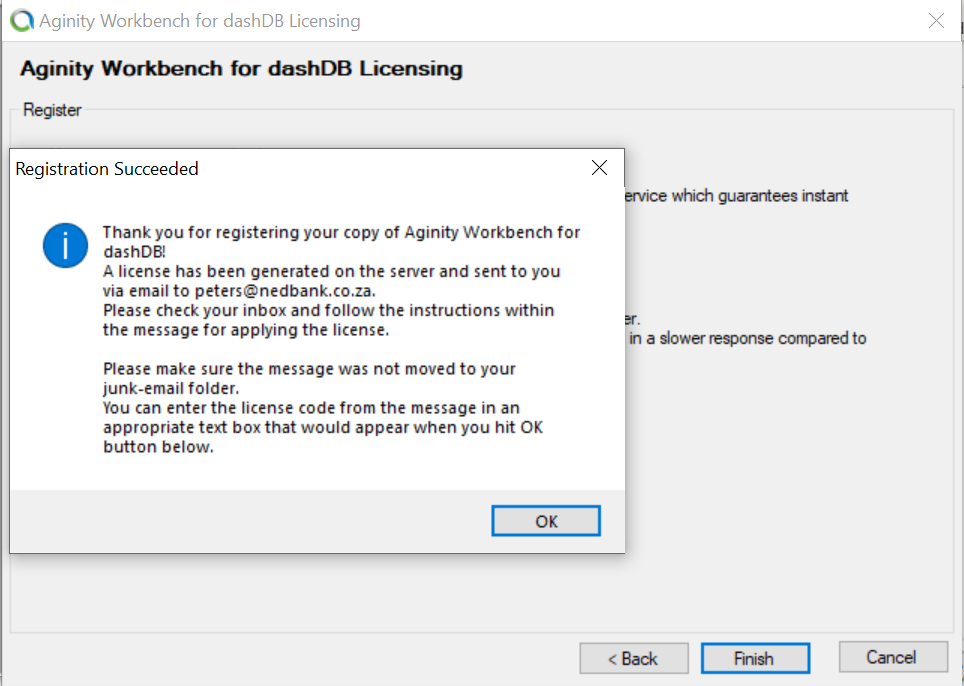 Aginity Workbench for dashDB Licensing
Aginity Workbench for dashDB Licensing
Register
Registration Succeeded
service which guarantees instant
Thank you for registering your copy of Aginity Workbench for
dashDB!
A license has been generated on the server and sent to you
via email to peters@nedbank.co.za.
Please check your inbox and follow the instructions within
the message for applying the license.
er.
in a slower response compared to
Please make sure the message was not moved to your
junk-email folder.
You can enter the license code from the message in an
appropriate text box that would appear when you hit OK
button below.
OK
< Back
Finish
Cancel